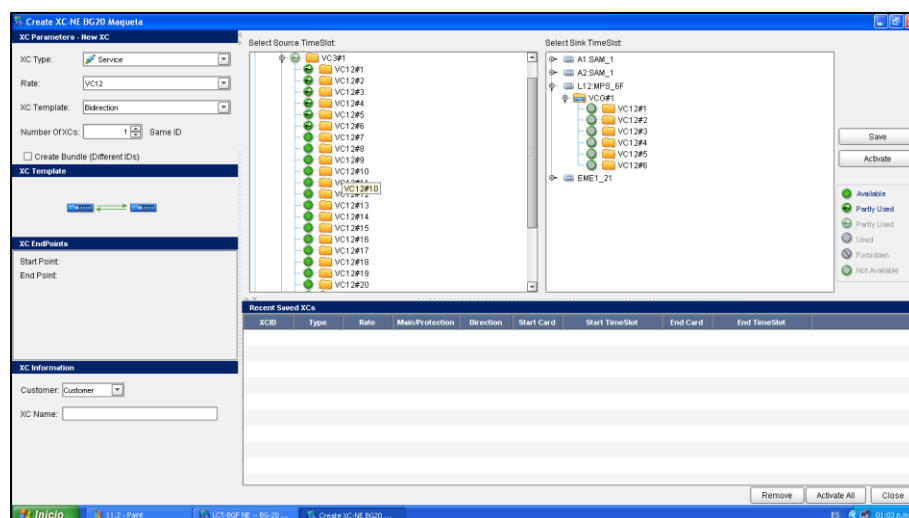 Create XC-NE BG20 Maqueta
XC Parameters - New XC
XC Type: Service
Rate: VC12
XC Template: Bidirection
Number Of XCs: 1 Same ID
Create Bundle (Different IDs)
XC Template
XC EndPoints
Start Point:
End Point:
XC Information
Customer: Customer
XC Name:
Select Source TimeSlot:
VC3#1
VC12#1
VC12#2
VC12#3
VC12#4
VC12#5
VC12#6
VC12#7
VC12#8
VC12#9
VC12#10
VC12#10
VC12#12
VC12#13
VC12#14
VC12#15
VC12#16
VC12#17
VC12#18
VC12#19
VC12#20
Select Sink TimeSlot:
A1:SAM_1
A2:SAM_1
L12:MPS_6F
VCG#1
VC12#1
VC12#2
VC12#3
VC12#4
VC12#5
VC12#6
EME1_21
Save
Activate
Available
Partly Used
Partly Used
Used
Forbidden
Not Available
Recent Saved XCs
XCID Type Rate Main/Protection Direction Start Card Start TimeSlot End Card End TimeSlot
Remove Activate All Close
Inicio 11.2 - Paint LCT-BGF NE -- BG-20 ... Create XC-NE BG20 ... ES 01:03 p.m.